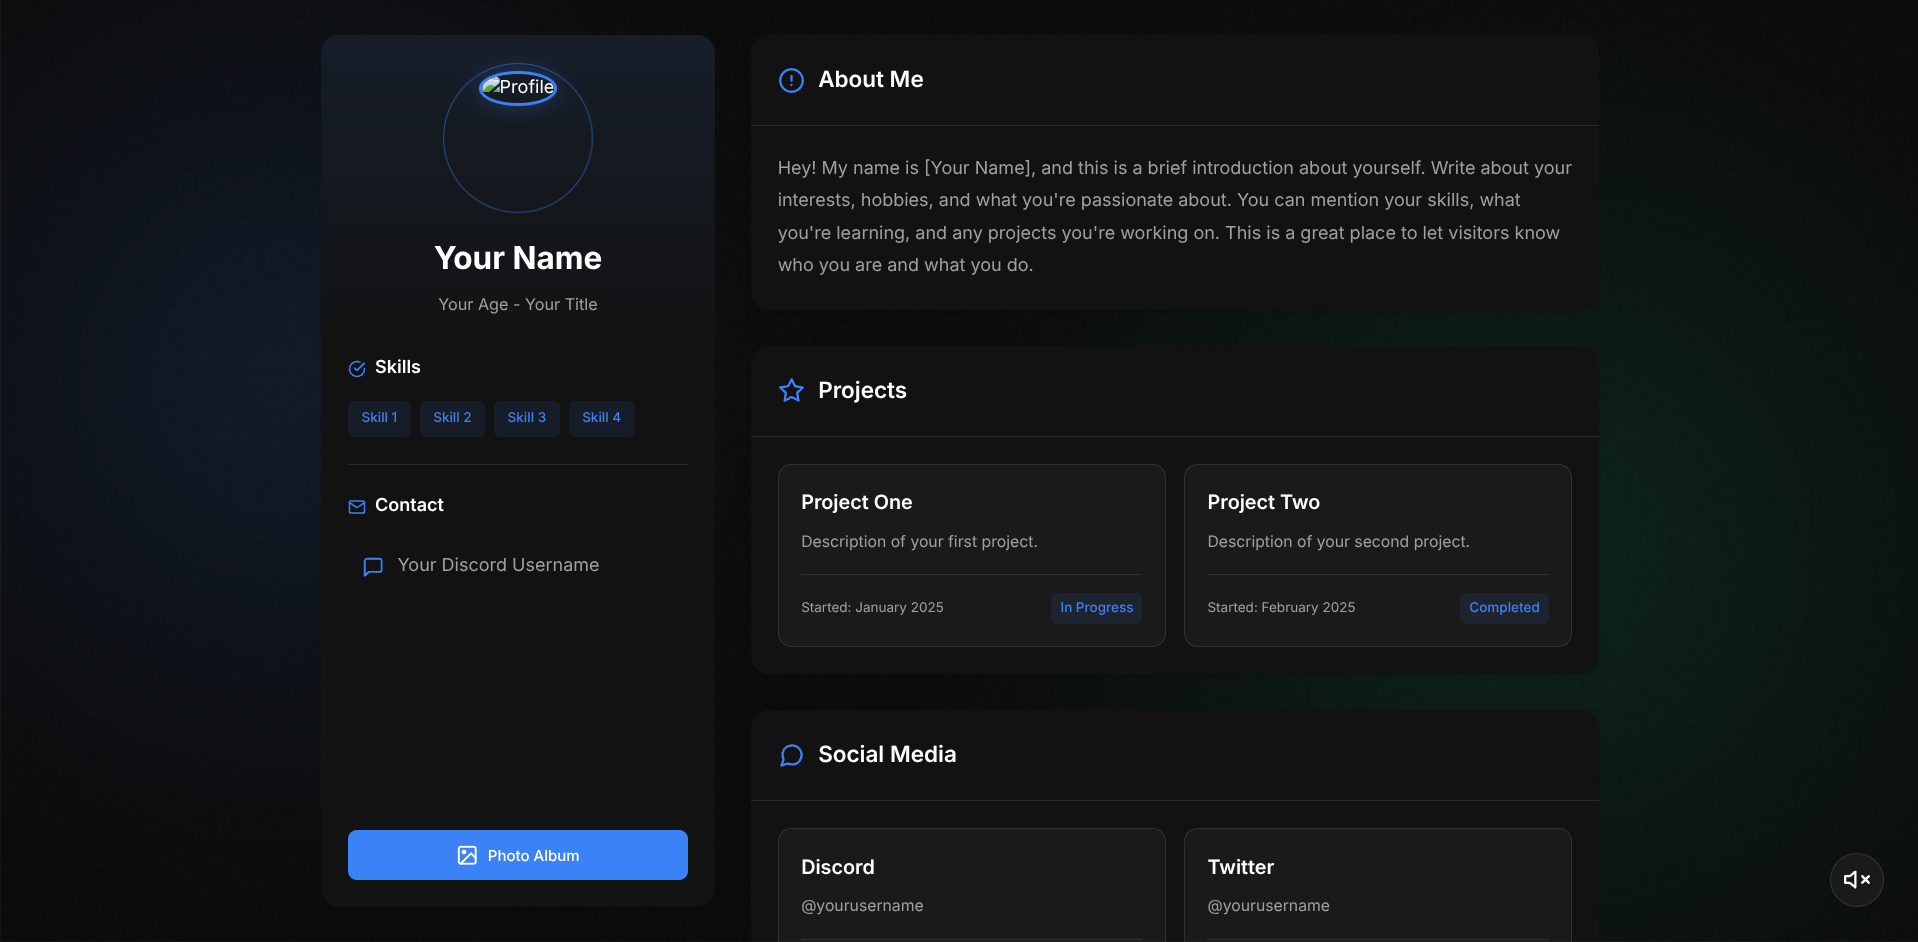 Profile
Your Name
Your Age - Your Title
Skills
Skill 1 Skill 2 Skill 3 Skill 4
Contact
Your Discord Username
Photo Album
About Me
Hey! My name is [Your Name], and this is a brief introduction about yourself. Write about your
interests, hobbies, and what you're passionate about. You can mention your skills, what
you're learning, and any projects you're working on. This is a great place to let visitors know
who you are and what you do.
Projects
Project One
Description of your first project.
Started: January 2025 In Progress
Project Two
Description of your second project.
Started: February 2025 Completed
Social Media
Discord
@yourusername
Twitter
@yourusername